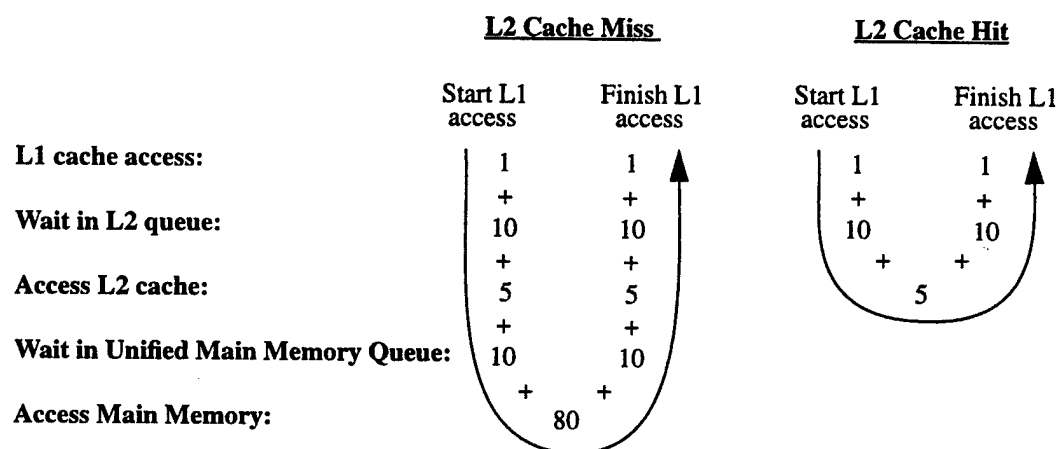 L2 Cache Miss L2 Cache Hit
Start L1 Finish L1 Start L1 Finish L1
access access access access
L1 cache access: 1 1 1 1
+ + + +
Wait in L2 queue: 10 10 10 10
+ + + +
Access L2 cache: 5 5 5
+ +
Wait in Unified Main Memory Queue: 10 10
+ +
Access Main Memory: 80